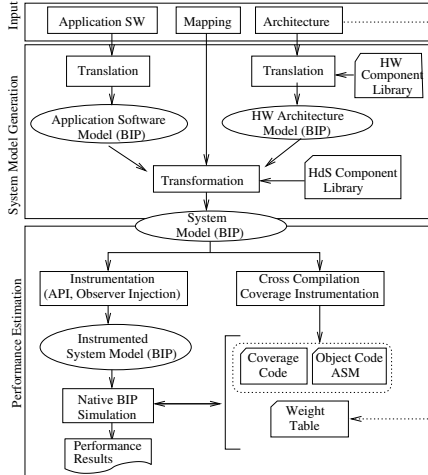 Input
Application SW
Mapping
Architecture
System Model Generation
Translation
Translation
HW
Component
Library
Application Software
Model (BIP)
HW Architecture
Model (BIP)
Transformation
HdS Component
Library
System
Model (BIP)
Performance Estimation
Instrumentation
(API, Observer Injection)
Cross Compilation
Coverage Instrumentation
Instrumented
System Model (BIP)
Coverage
Code
Object Code
ASM
Native BIP
Simulation
Weight
Table
Performance
Results